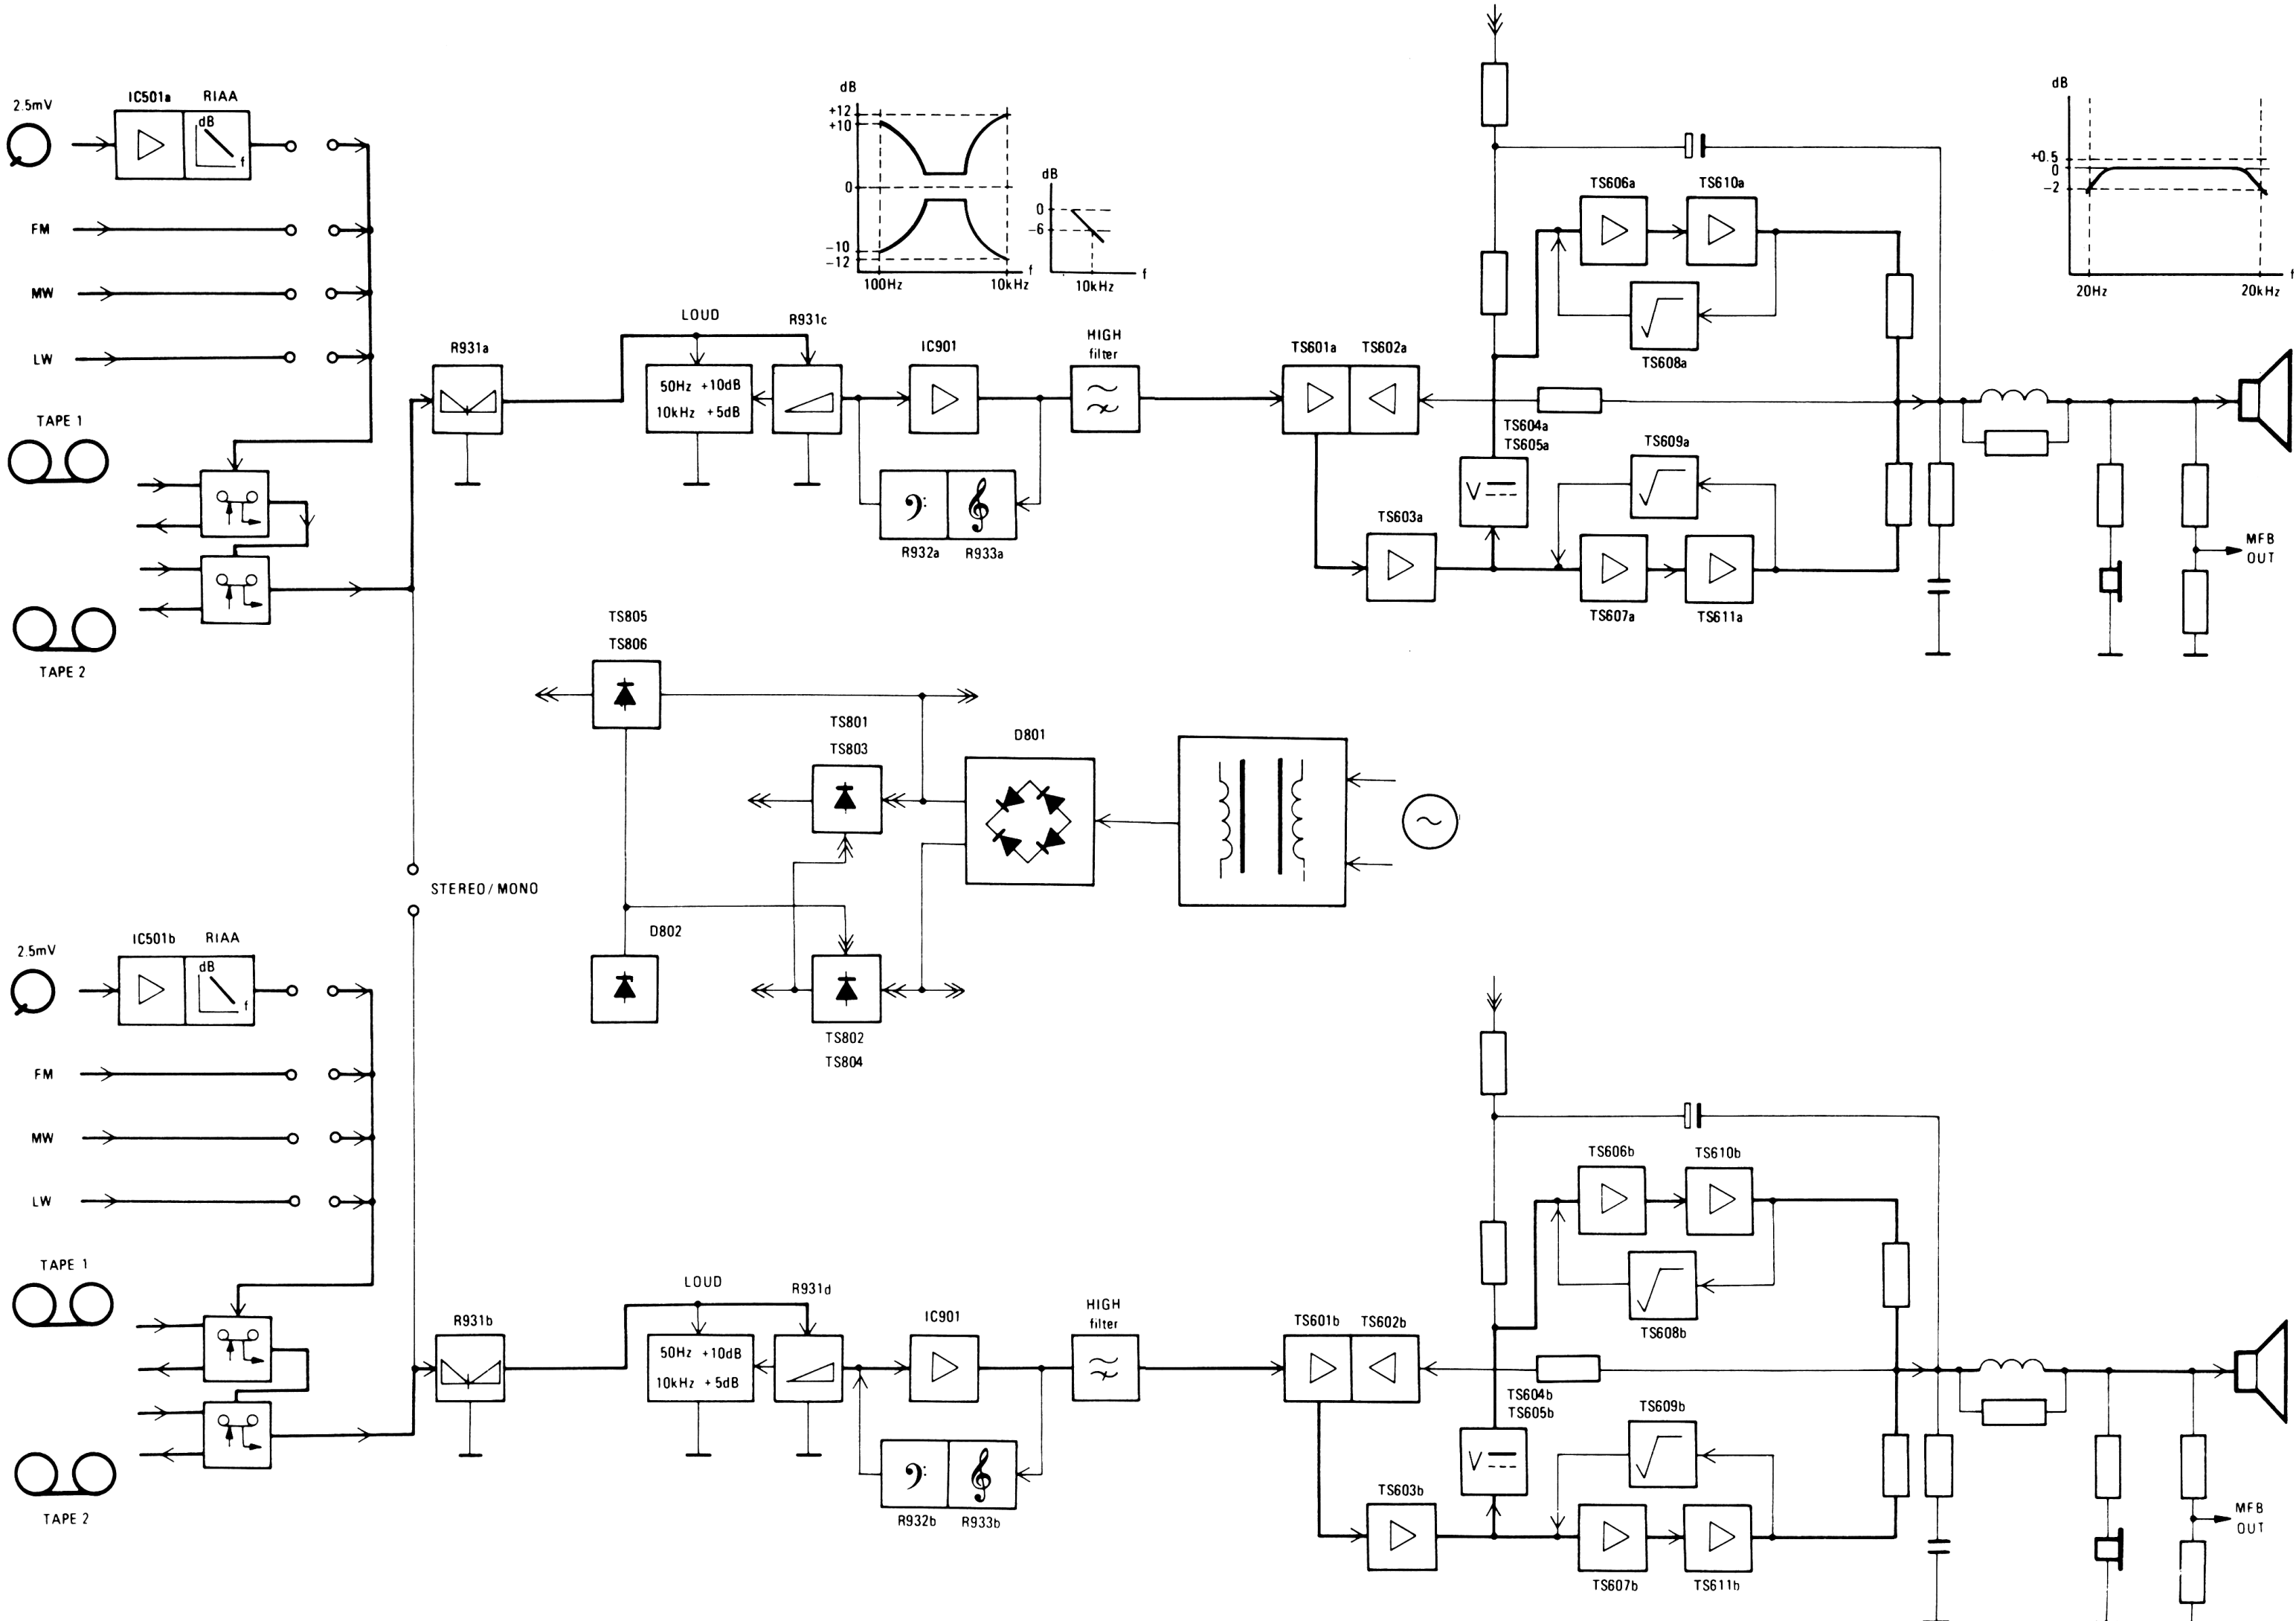 2.5mV
IC501a
RIAA
dB
f
FM
MW
LW
TAPE 1
TAPE 2
R931a
LOUD
50Hz +10dB
10kHz +5dB
R931c
IC901
HIGH
filter
R932a
R933a
dB
+12
+10
0
-10
-12
100Hz
10kHz
f
dB
0
-6
10kHz
f
TS601a
TS602a
TS603a
TS604a
TS605a
V
TS606a
TS610a
TS608a
TS609a
TS607a
TS611a
dB
+0.5
0
-2
20Hz
20kHz
f
MFB
OUT
TS805
TS806
TS801
TS803
D801
D802
TS802
TS804
STEREO/MONO
2.5mV
IC501b
RIAA
dB
f
FM
MW
LW
TAPE 1
TAPE 2
R931b
LOUD
50Hz +10dB
10kHz +5dB
R931d
IC901
HIGH
filter
R932b
R933b
TS601b
TS602b
TS603b
TS604b
TS605b
V
TS606b
TS610b
TS608b
TS609b
TS607b
TS611b
MFB
OUT